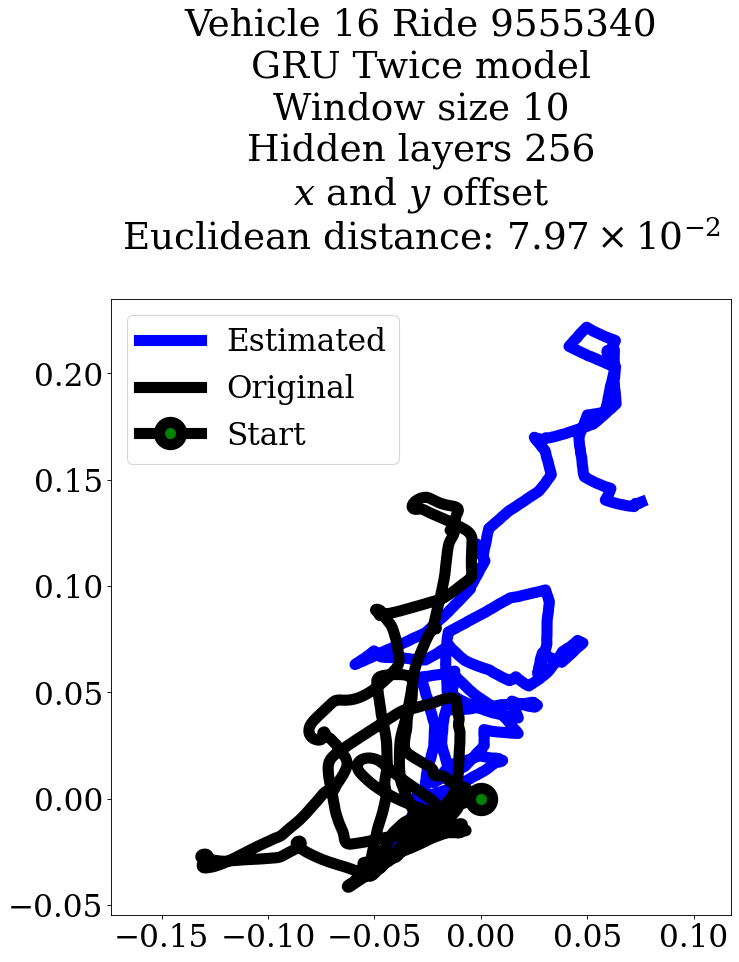 Vehicle 16 Ride 9555340
GRU Twice model
Window size 10
Hidden layers 256
x and y offset
Euclidean distance: 7.97 × 10⁻²
Estimated
Original
Start
0.20
0.15
0.10
0.05
0.00
−0.05
−0.15 −0.10 −0.05 0.00 0.05 0.10